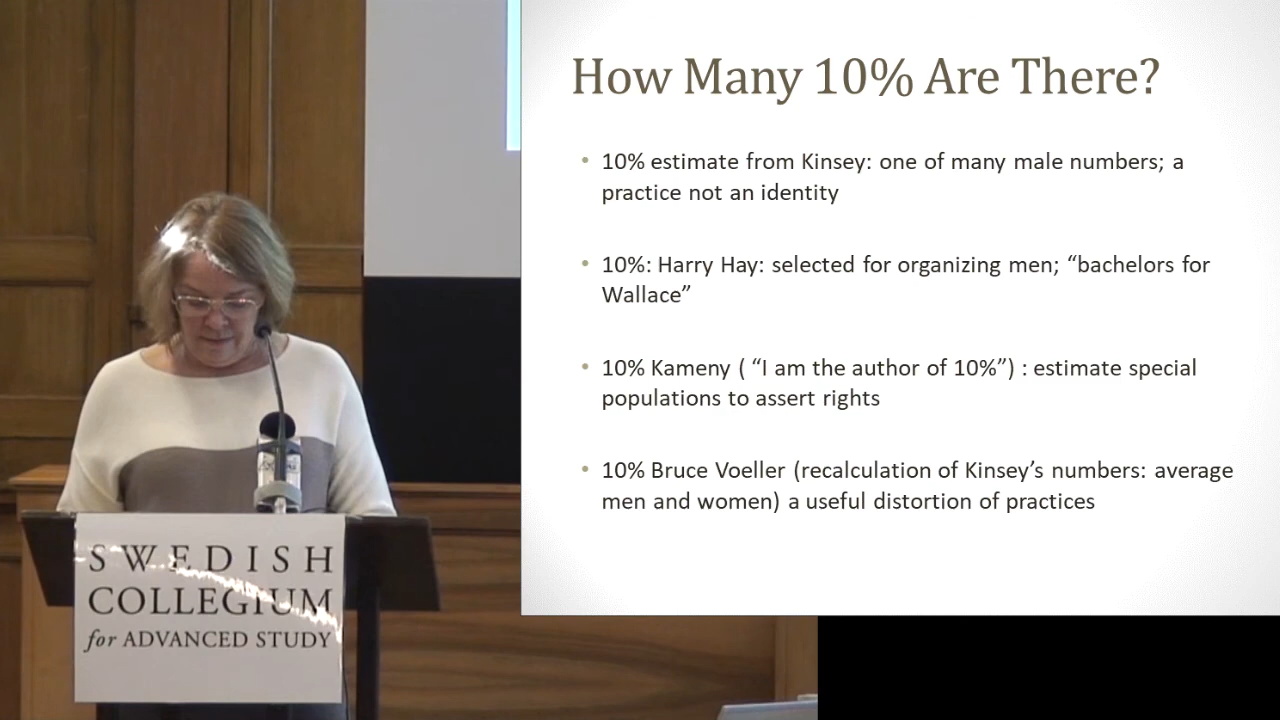 How Many 10% Are There?
• 10% estimate from Kinsey: one of many male numbers; a
practice not an identity
• 10%: Harry Hay: selected for organizing men; “bachelors for
Wallace”
• 10% Kameny ( “I am the author of 10%”) : estimate special
populations to assert rights
• 10% Bruce Voeller (recalculation of Kinsey’s numbers: average
men and women) a useful distortion of practices
SWEDISH
COLLEGIUM
for ADVANCED STUDY